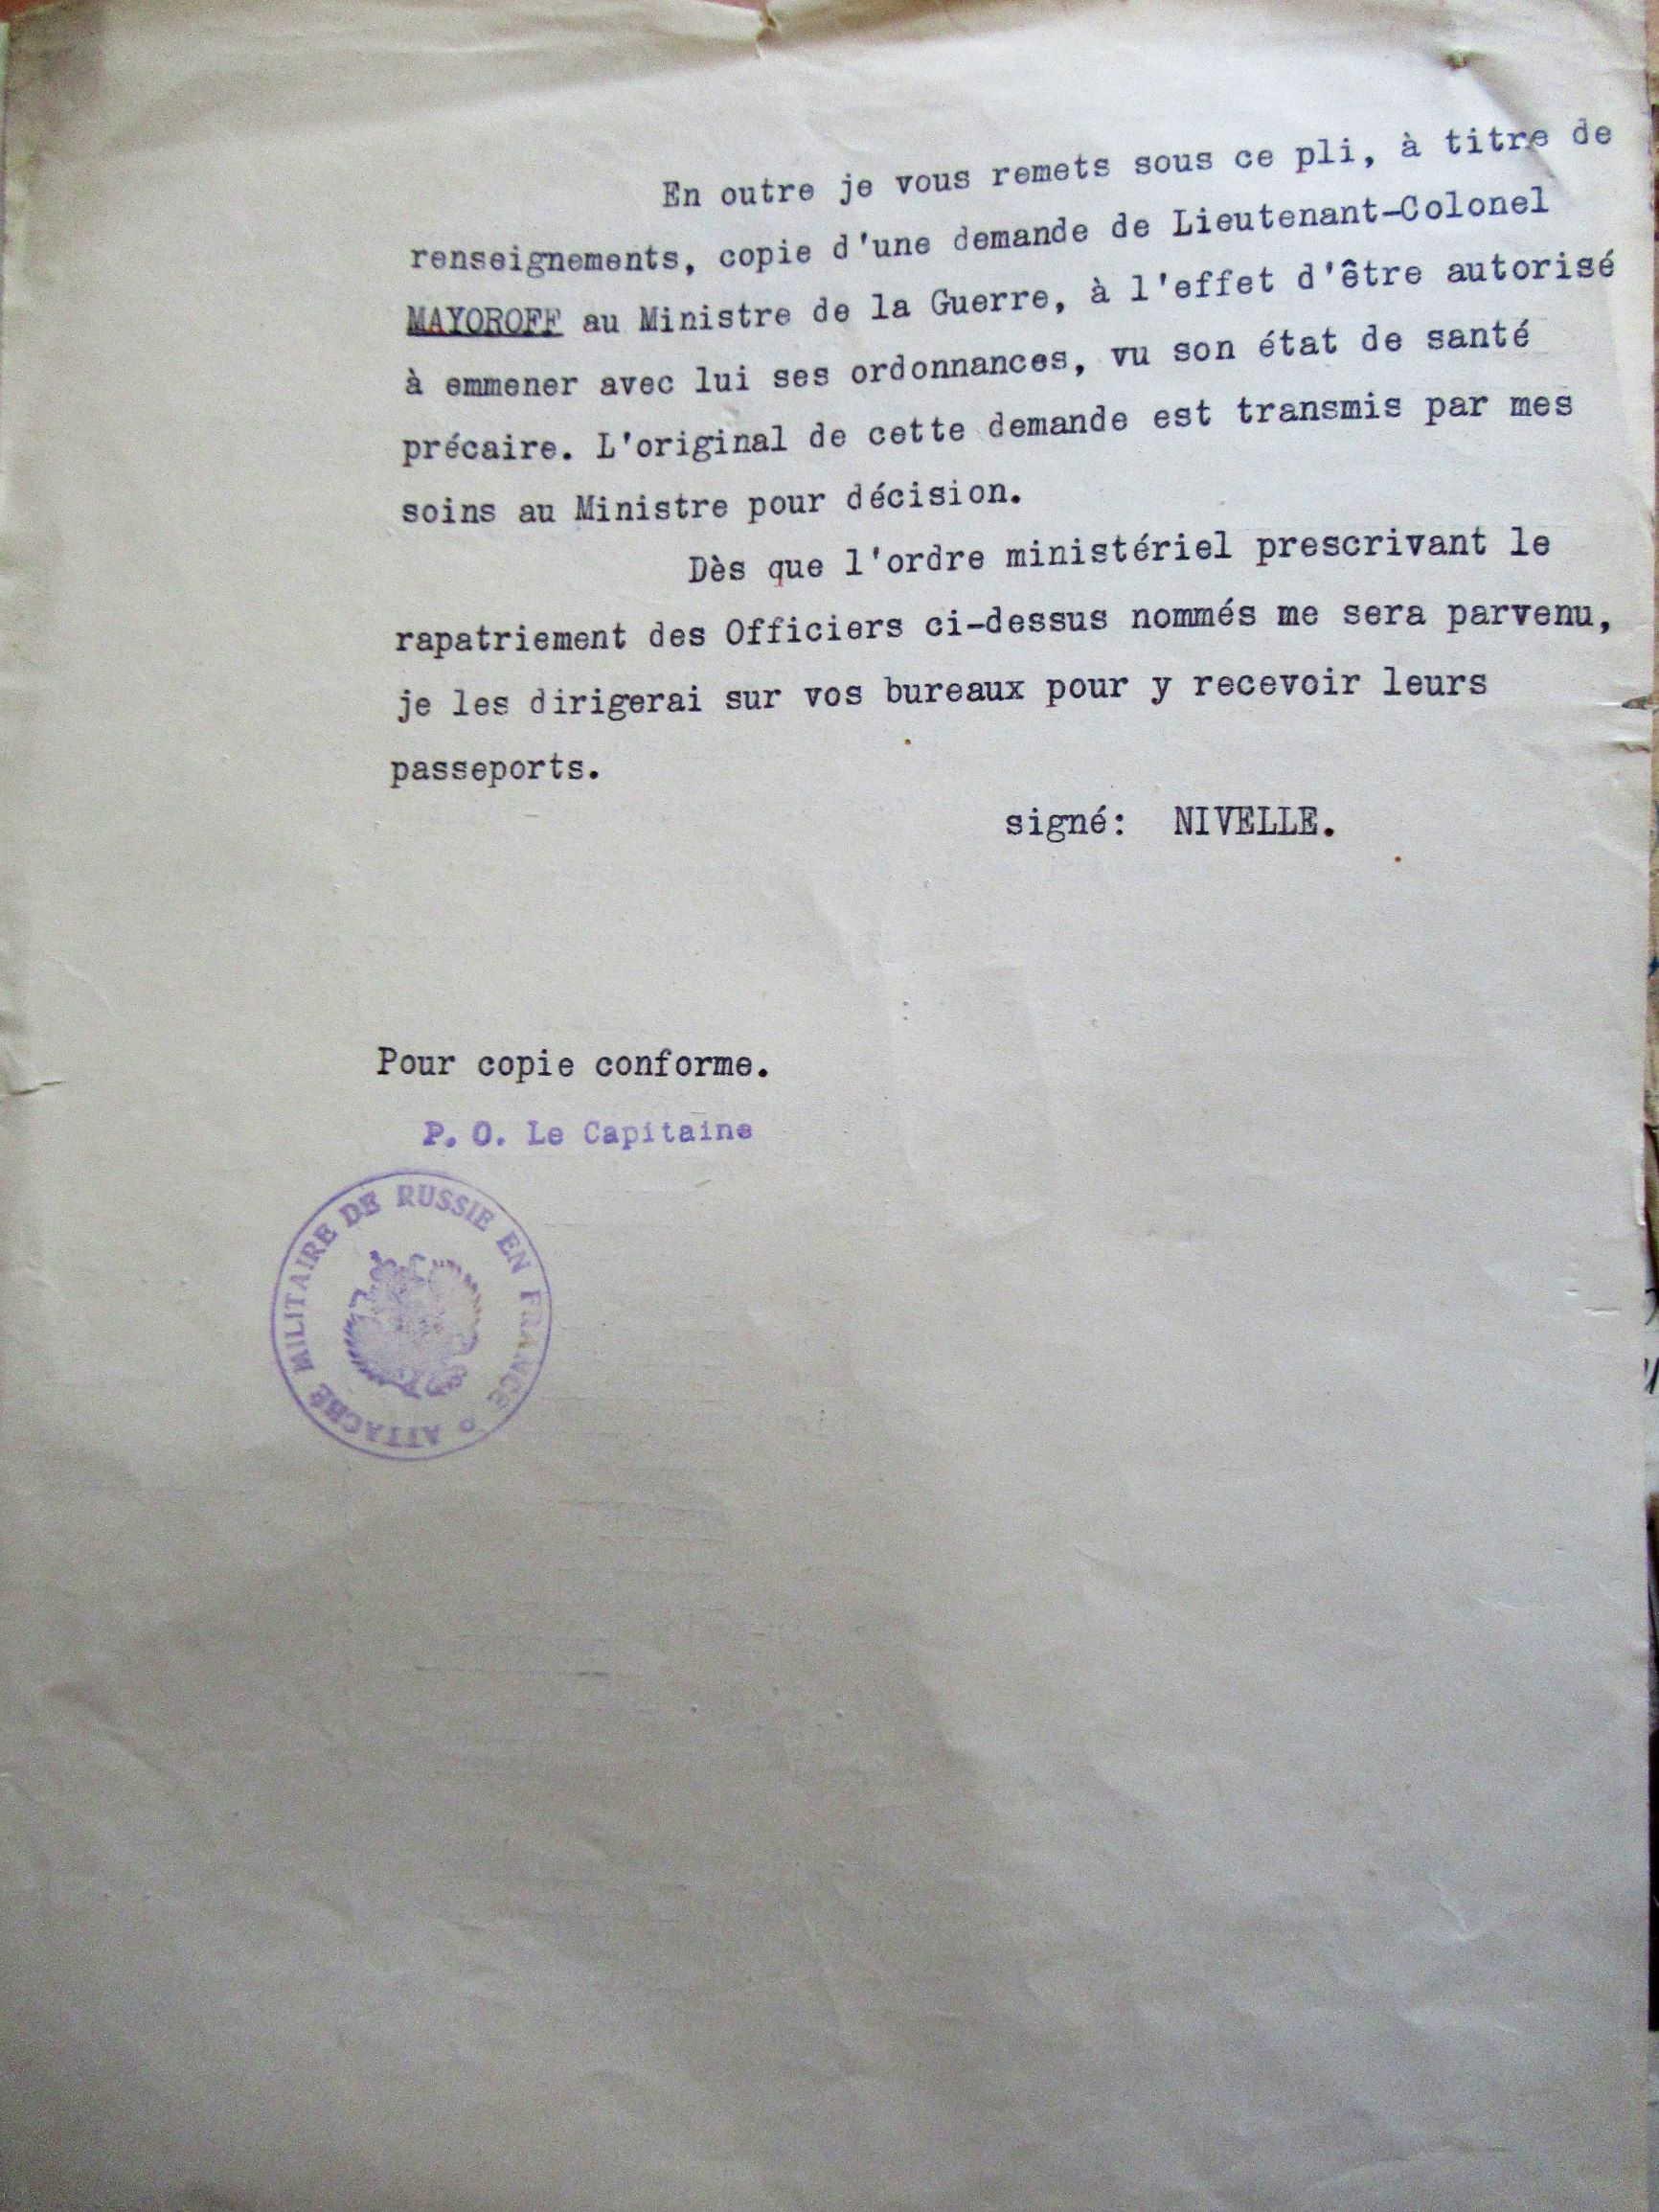 En outre je vous remets sous ce pli, à titre de
renseignements, copie d'une demande de Lieutenant-Colonel
MAYOROFF au Ministre de la Guerre, à l'effet d'être autorisé
à emmener avec lui ses ordonnances, vu son état de santé
précaire. L'original de cette demande est transmis par mes
soins au Ministre pour décision.
Dès que l'ordre ministériel prescrivant le
rapatriement des Officiers ci-dessus nommés me sera parvenu,
je les dirigerai sur vos bureaux pour y recevoir leurs
passeports.
signé: NIVELLE.
Pour copie conforme.
P. O. Le Capitaine
ATTACHÉ MILITAIRE DE RUSSIE EN FRANCE